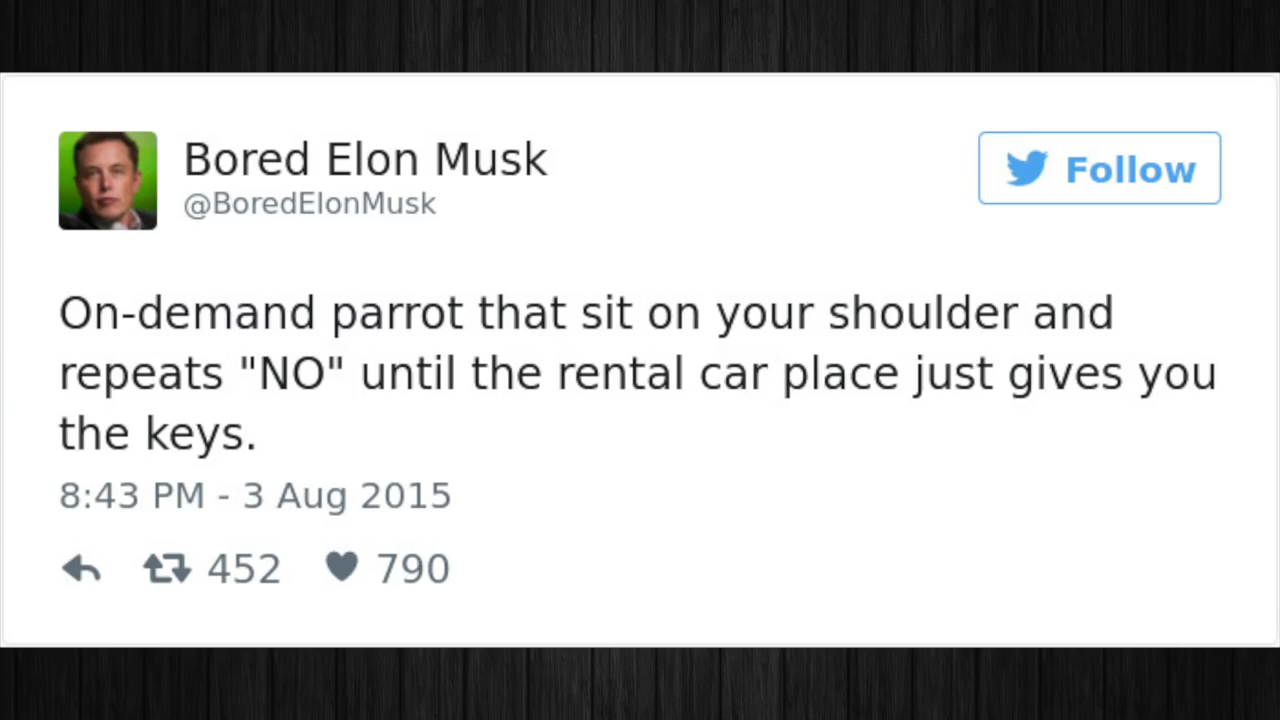 Bored Elon Musk
@BoredElonMusk
Follow
On-demand parrot that sit on your shoulder and
repeats "NO" until the rental car place just gives you
the keys.
8:43 PM - 3 Aug 2015
452 790